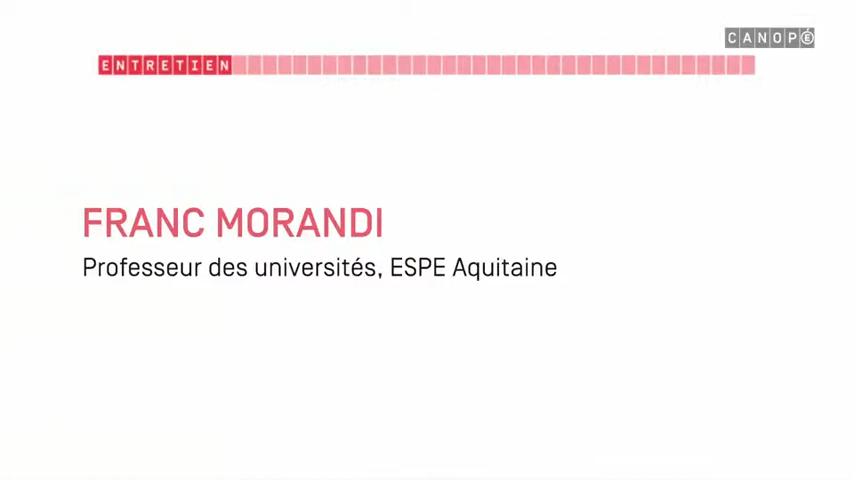 CANOPÉ
ENTRETIEN
FRANC MORANDI
Professeur des universités, ESPE Aquitaine